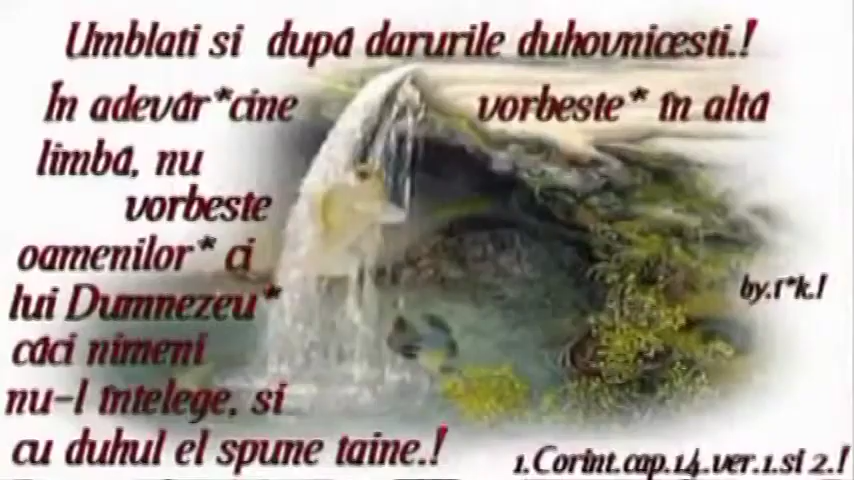 Umblati si după darurile duhovnicesti.!
În adevăr*cine vorbeste* în altă
limbă, nu
vorbeste
oamenilor* ci
lui Dumnezeu*
căci nimeni
nu-l întelege, si
cu duhul el spune taine.!
by.t*k.!
1.Corint.cap.14.ver.1.si 2.!